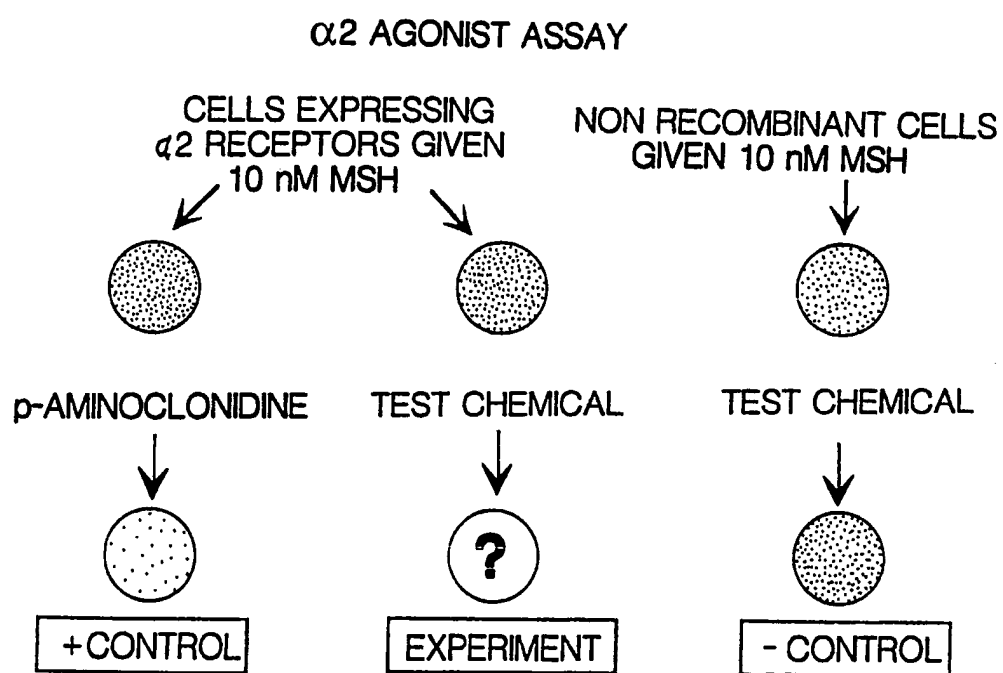 α2 AGONIST ASSAY
CELLS EXPRESSING
α2 RECEPTORS GIVEN
10 nM MSH
NON RECOMBINANT CELLS
GIVEN 10 nM MSH
p-AMINOCLONIDINE
TEST CHEMICAL
TEST CHEMICAL
?
+CONTROL
EXPERIMENT
- CONTROL